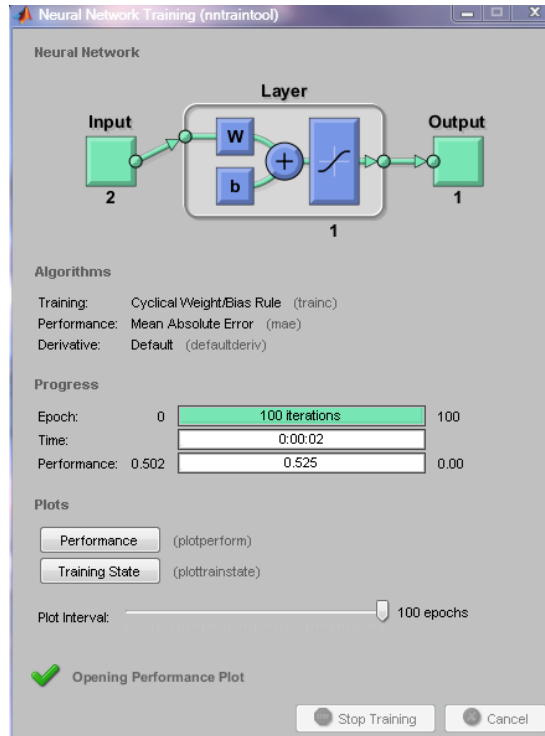 Neural Network Training (nntraintool)
Neural Network
Layer
Input
Output
W
b
+
2
1
1
Algorithms
Training: Cyclical Weight/Bias Rule (trainc)
Performance: Mean Absolute Error (mae)
Derivative: Default (defaultderiv)
Progress
Epoch: 0 100 iterations 100
Time: 0:00:02
Performance: 0.502 0.525 0.00
Plots
Performance (plotperform)
Training State (plottrainstate)
Plot Interval: 100 epochs
Opening Performance Plot
Stop Training Cancel